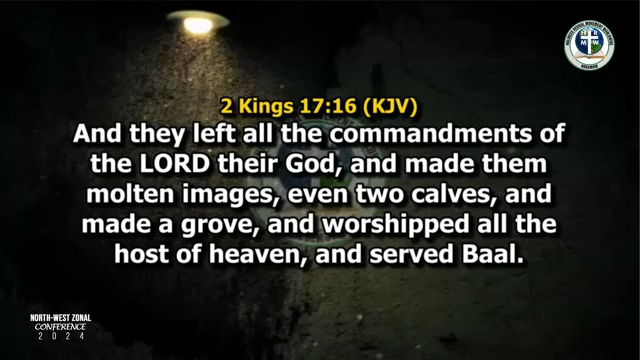 2 Kings 17:16 (KJV)
And they left all the commandments of
the LORD their God, and made them
molten images, even two calves, and
made a grove, and worshipped all the
host of heaven, and served Baal.
NORTH-WEST ZONAL
CONFERENCE
2024